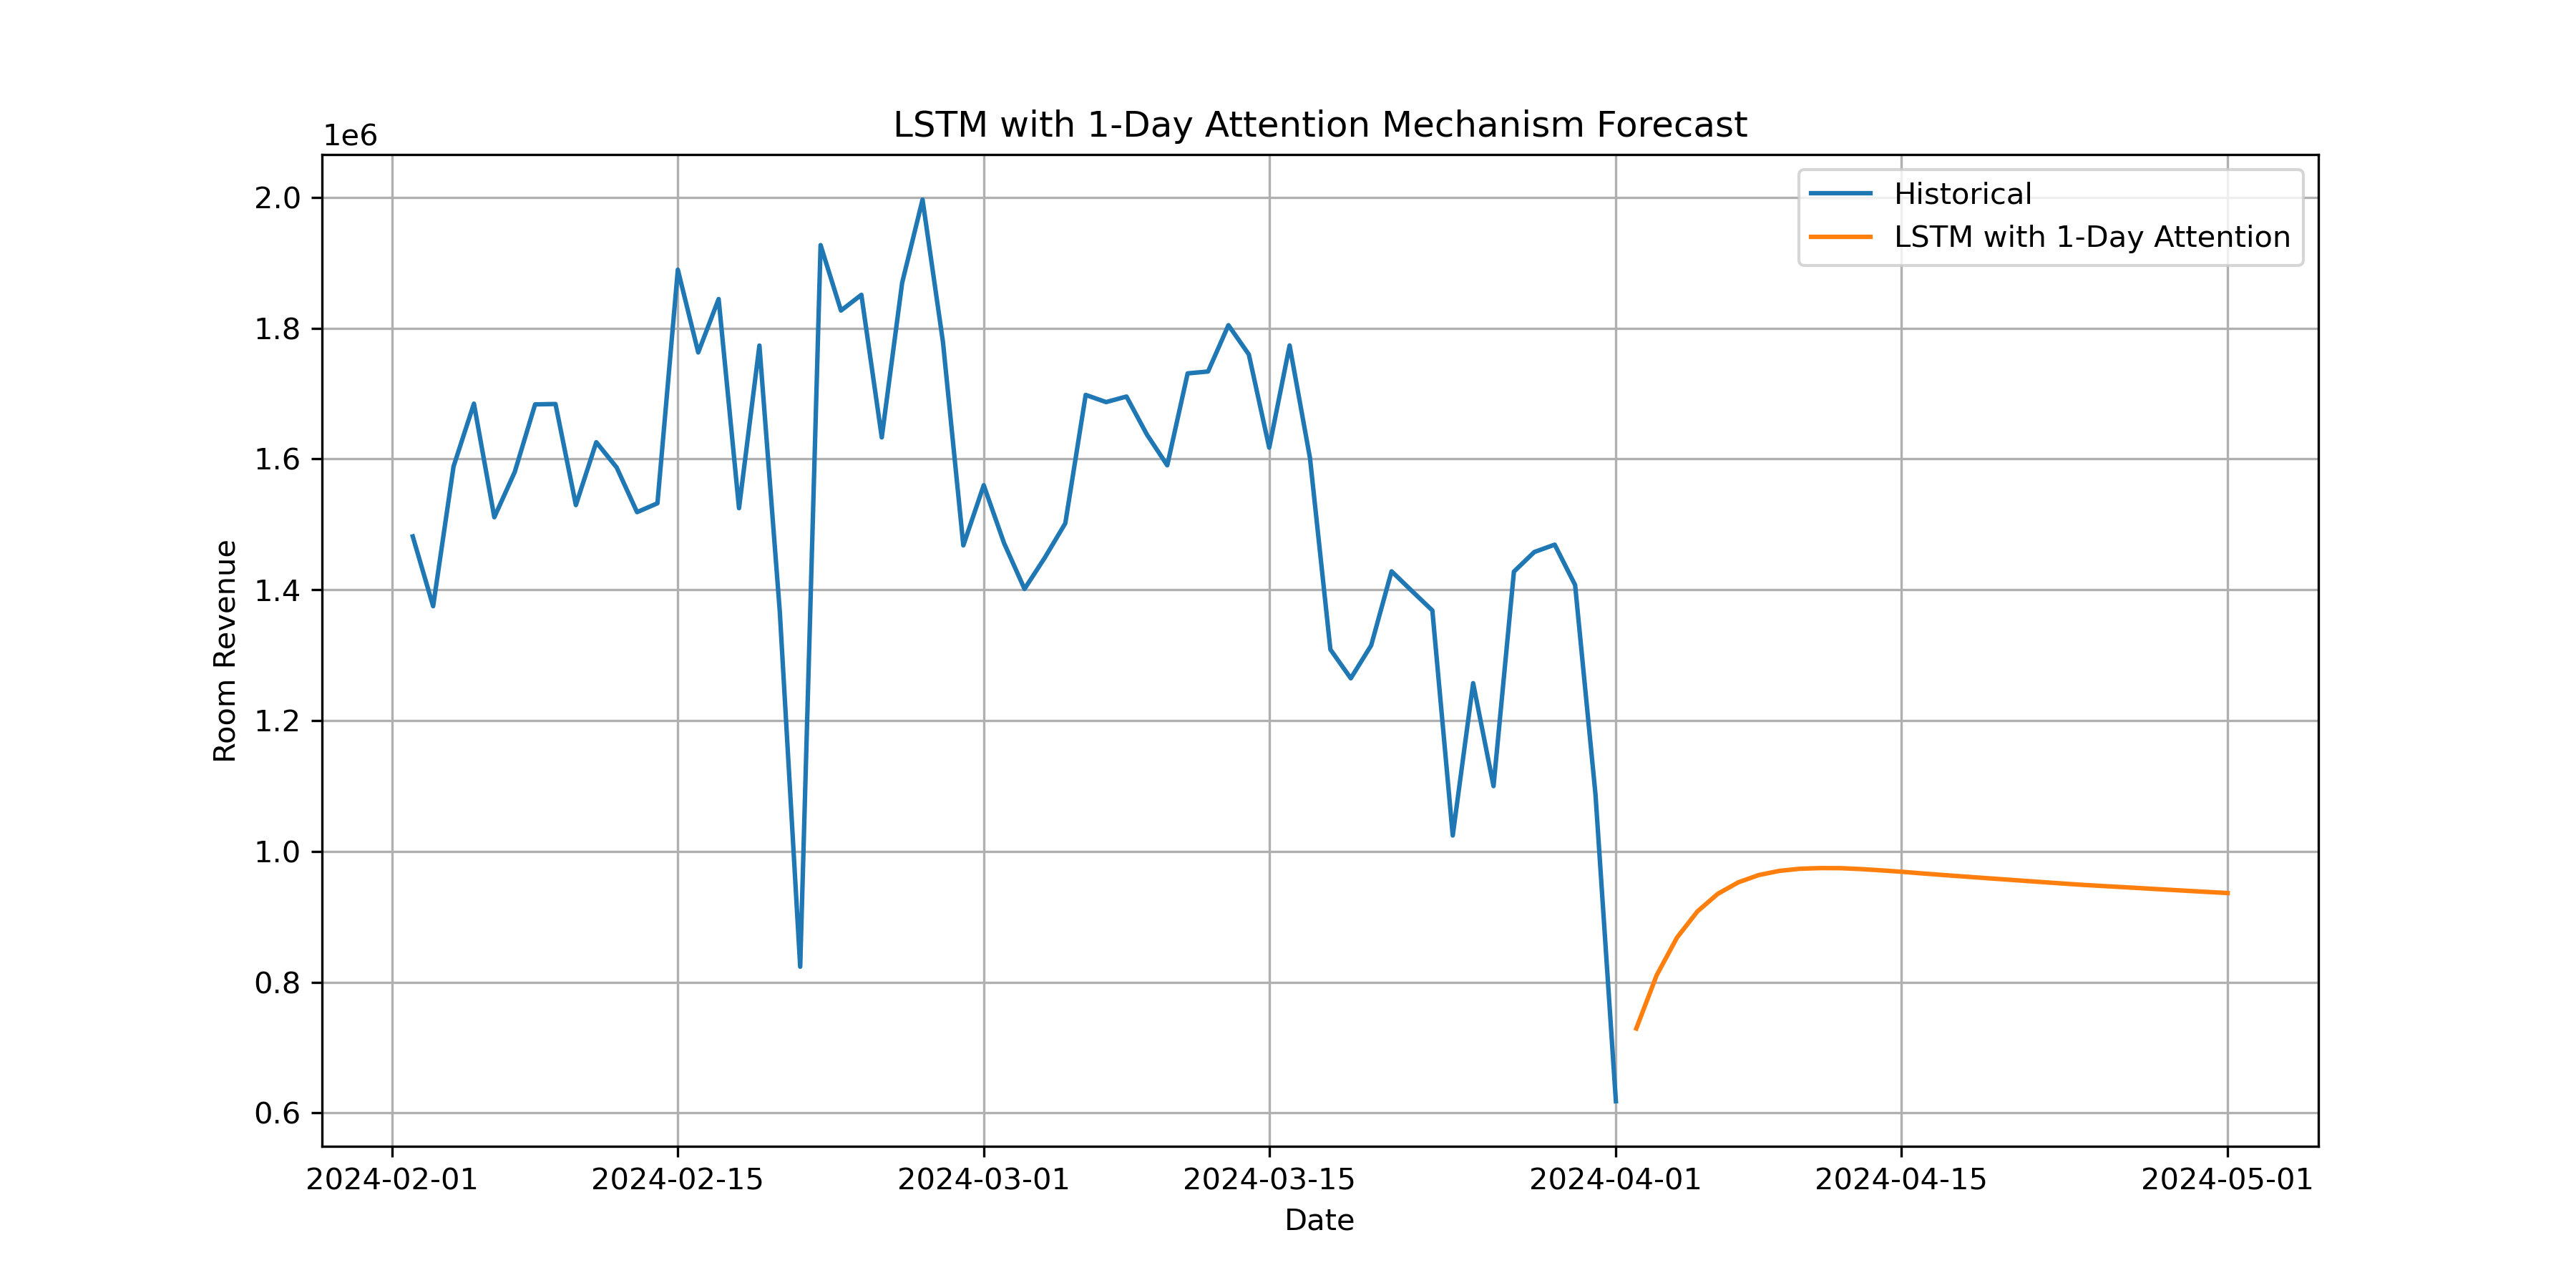 LSTM with 1-Day Attention Mechanism Forecast
1e6
Historical
LSTM with 1-Day Attention
2.0
1.8
1.6
1.4
1.2
1.0
0.8
0.6
Room Revenue
2024-02-01
2024-02-15
2024-03-01
2024-03-15
2024-04-01
2024-04-15
2024-05-01
Date